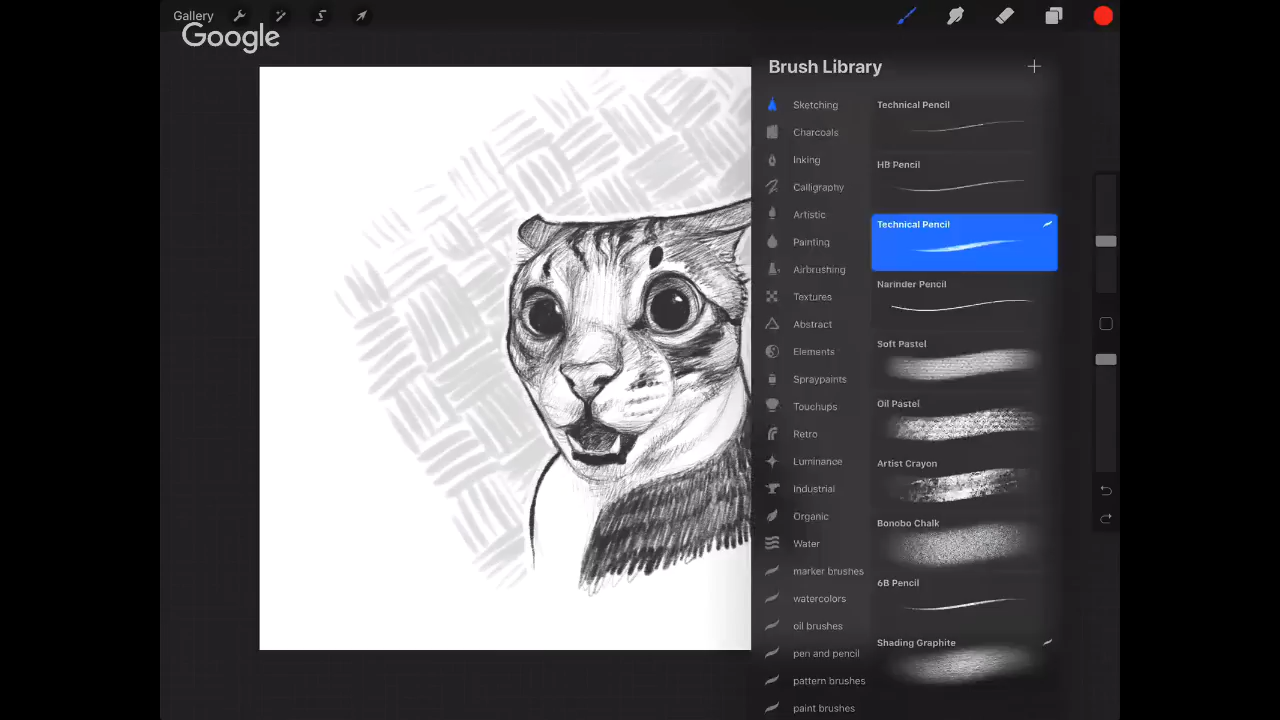 Gallery
Google
Brush Library
Sketching
Charcoals
Inking
Calligraphy
Artistic
Painting
Airbrushing
Textures
Abstract
Elements
Spraypaints
Touchups
Retro
Luminance
Industrial
Organic
Water
marker brushes
watercolors
oil brushes
pen and pencil
pattern brushes
paint brushes
Technical Pencil
HB Pencil
Technical Pencil
Narinder Pencil
Soft Pastel
Oil Pastel
Artist Crayon
Bonobo Chalk
6B Pencil
Shading Graphite